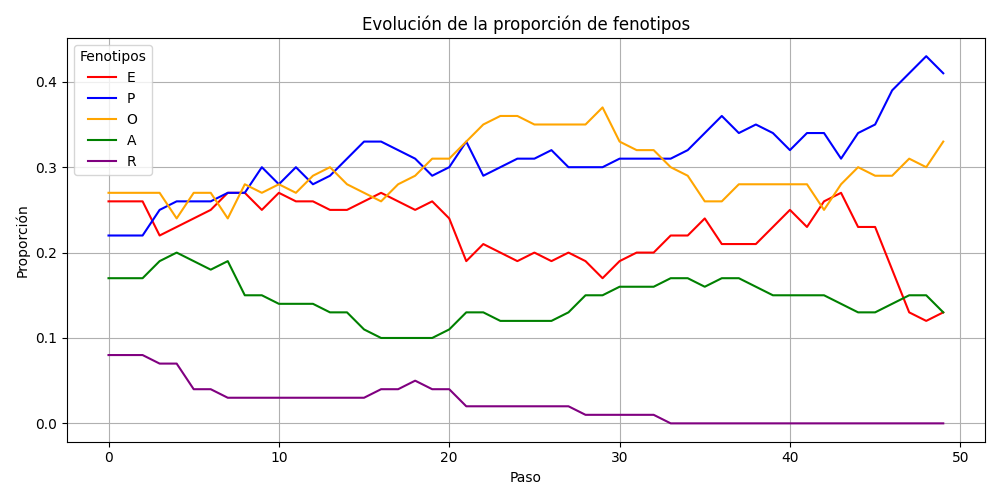 Evolución de la proporción de fenotipos
Fenotipos
E
P
O
A
R
Proporción
0.4
0.3
0.2
0.1
0.0
0 10 20 30 40 50
Paso